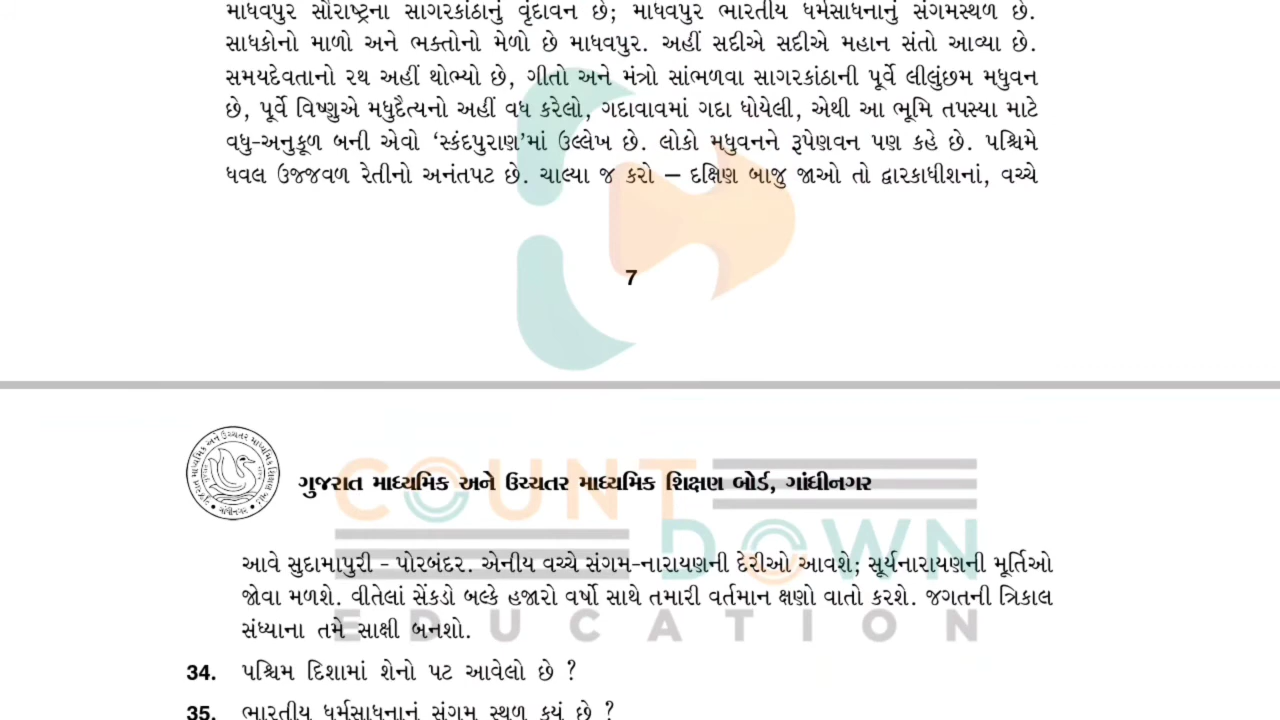 માધવપુર સૌરાષ્ટ્રના સાગરકાંઠાનું વૃંદાવન છે; માધવપુર ભારતીય ધર્મસાધનાનું સંગમસ્થળ છે.
સાધકોનો માળો અને ભક્તોનો મેળો છે માધવપુર. અહીં સદીએ સદીએ મહાન સંતો આવ્યા છે.
સમયદેવતાનો રથ અહીં થોભ્યો છે, ગીતો અને મંત્રો સાંભળવા સાગરકાંઠાની પૂર્વે લીલુંછમ મધુવન
છે, પૂર્વે વિષ્ણુએ મધુદૈત્યનો અહીં વધ કરેલો, ગદાવાવમાં ગદા ધોયેલી, એથી આ ભૂમિ તપસ્યા માટે
વધુ-અનુકૂળ બની એવો ‘સ્કંદપુરાણ’માં ઉલ્લેખ છે. લોકો મધુવનને રૂપેણવન પણ કહે છે. પશ્ચિમે
ધવલ ઉજ્જવળ રેતીનો અનંતપટ છે. ચાલ્યા જ કરો – દક્ષિણ બાજુ જાઓ તો દ્વારકાધીશનાં, વચ્ચે
7
ગુજરાત માધ્યમિક અને ઉચ્ચતર માધ્યમિક શિક્ષણ બોર્ડ, ગાંધીનગર
COUNT
DOWN
EDUCATION
આવે સુદામાપુરી - પોરબંદર. એનીય વચ્ચે સંગમ-નારાયણની દેરીઓ આવશે; સૂર્યનારાયણની મૂર્તિઓ
જોવા મળશે. વીતેલાં સેંકડો બલ્કે હજારો વર્ષો સાથે તમારી વર્તમાન ક્ષણો વાતો કરશે. જગતની ત્રિકાલ
સંધ્યાના તમે સાક્ષી બનશો.
34. પશ્ચિમ દિશામાં શેનો પટ આવેલો છે ?
35. ભારતીય ધર્મસાધનાનું સંગમ સ્થળ કયું છે ?